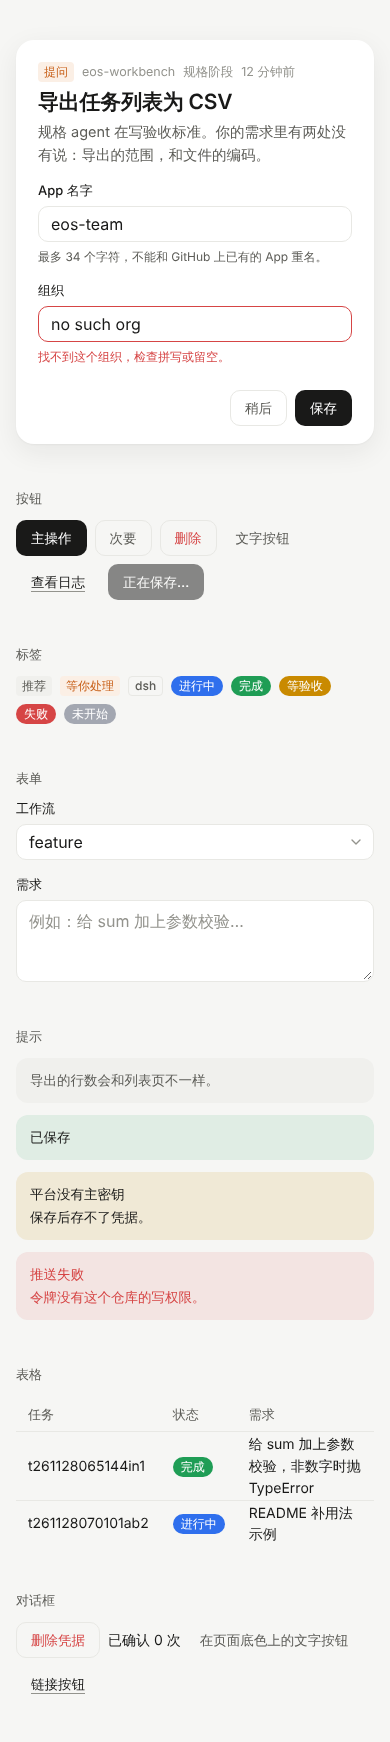 提问 eos-workbench 规格阶段 12 分钟前
导出任务列表为 CSV
规格 agent 在写验收标准。你的需求里有两处没
有说：导出的范围，和文件的编码。
App 名字
eos-team
最多 34 个字符，不能和 GitHub 上已有的 App 重名。
组织
no such org
找不到这个组织，检查拼写或留空。
稍后 保存
按钮
主操作 次要 删除 文字按钮
查看日志 正在保存...
标签
推荐 等你处理 dsh 进行中 完成 等验收
失败 未开始
表单
工作流
feature
需求
例如：给 sum 加上参数校验...
提示
导出的行数会和列表页不一样。
已保存
平台没有主密钥
保存后存不了凭据。
推送失败
令牌没有这个仓库的写权限。
表格
任务 状态 需求
t261128065144in1 完成 给 sum 加上参数
校验，非数字时抛
TypeError
t261128070101ab2 进行中 README 补用法
示例
对话框
删除凭据 已确认 0 次 在页面底色上的文字按钮
链接按钮